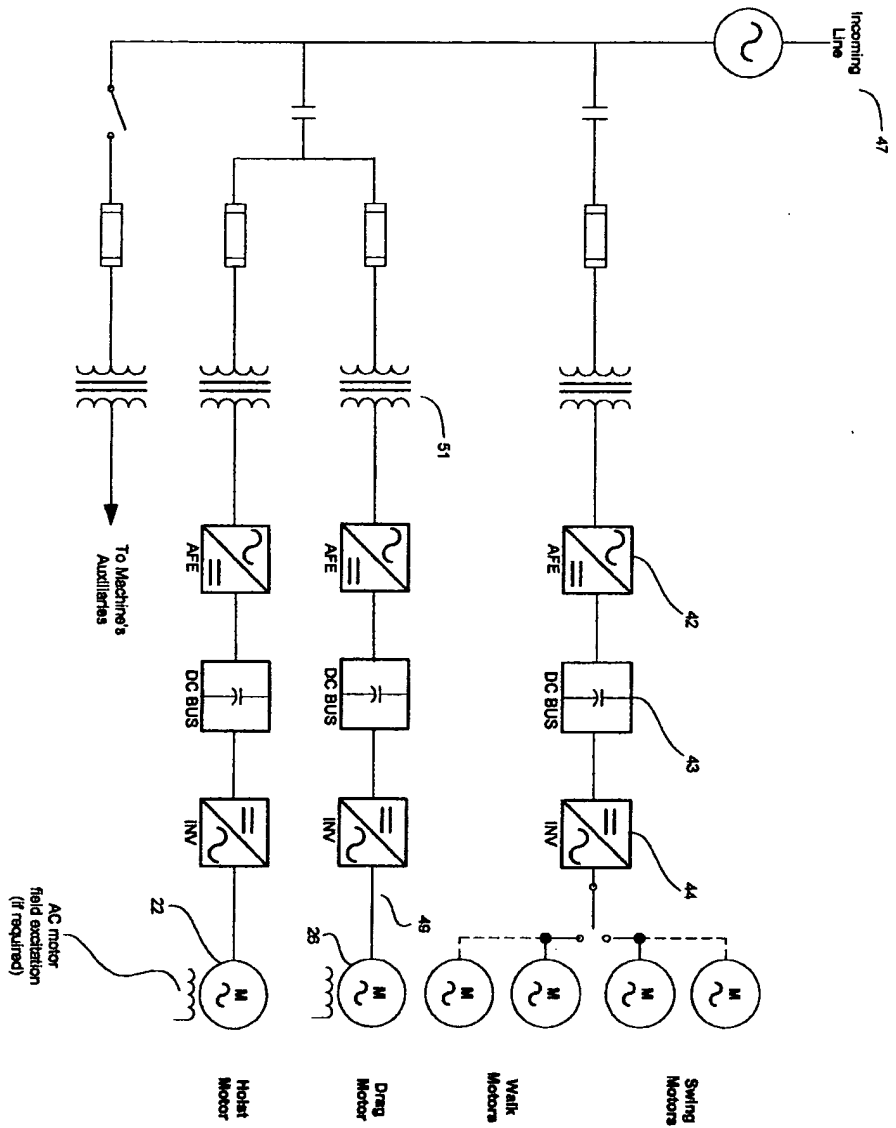 Swing
Motors
Walk
Motors
Drag
Motor
Hoist
Motor
M
M
M
M
M
M
26
22
49
AC motor
field excitation
(if required)
44
INV
INV
INV
43
DC BUS
DC BUS
DC BUS
42
AFE
AFE
AFE
51
To Machine's
Auxiliaries
47
Incoming
Line